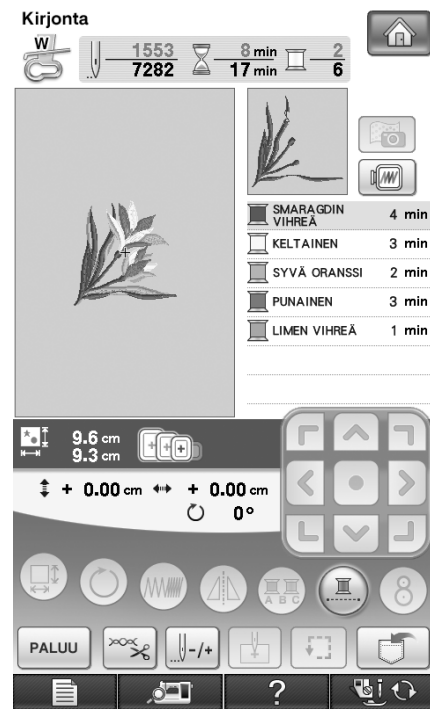 Kirjonta
W
1553 8 min 2
7282 17 min 6
SMARAGDIN VIHREÄ 4 min
KELTAINEN 3 min
SYVÄ ORANSSI 2 min
PUNAINEN 3 min
LIMEN VIHREÄ 1 min
9.6 cm
9.3 cm
+ 0.00 cm + 0.00 cm
0°
A B C
8
PALUU
-/+
?